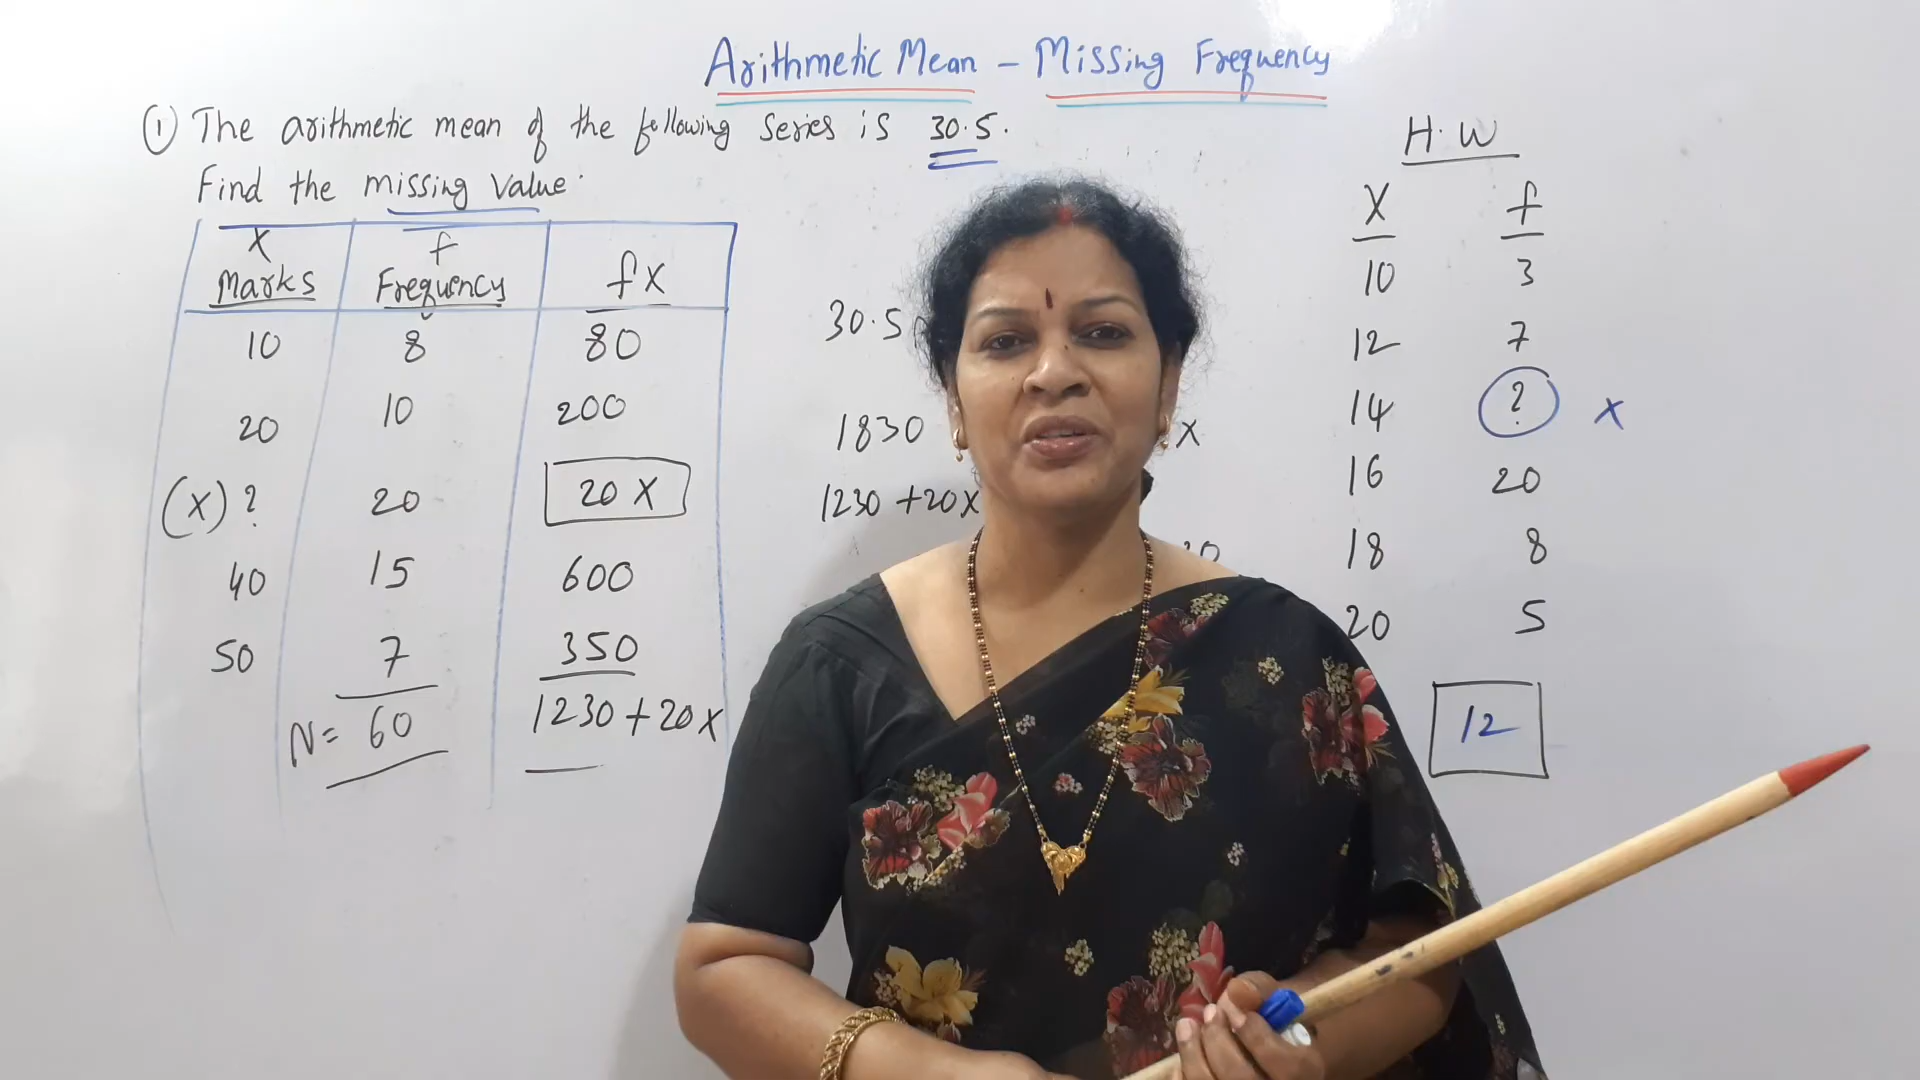 Arithmetic Mean - Missing Frequency
① The arithmetic mean of the following series is 30.5.
Find the missing value.
X Marks f Frequency fx
10 8 80
20 10 200
(X) ? 20 20 X
40 15 600
50 7 350
N = 60 1230 + 20 X
30.5
1830 X
1230 + 20X
H.W
X f
10 3
12 7
14 ? X
16 20
18 8
20 5
12